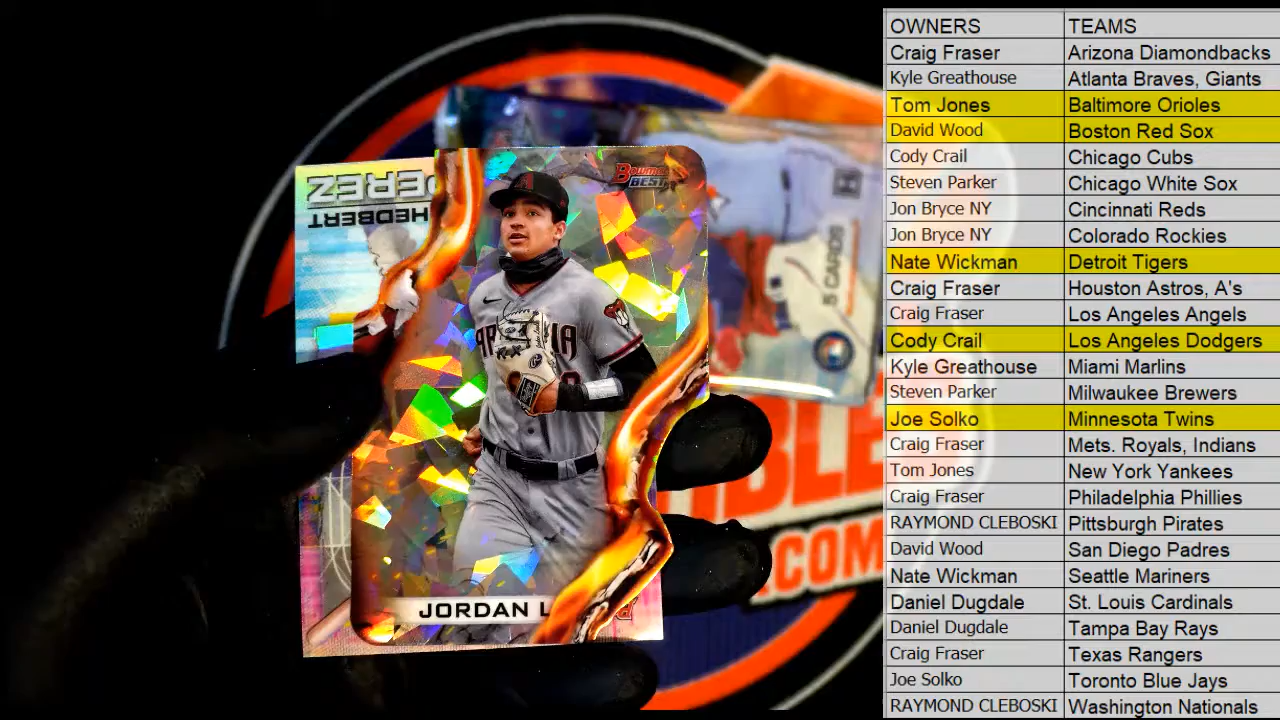 OWNERS TEAMS
Craig Fraser Arizona Diamondbacks
Kyle Greathouse Atlanta Braves, Giants
Tom Jones Baltimore Orioles
David Wood Boston Red Sox
Cody Crail Chicago Cubs
Steven Parker Chicago White Sox
Jon Bryce NY Cincinnati Reds
Jon Bryce NY Colorado Rockies
Nate Wickman Detroit Tigers
Craig Fraser Houston Astros, A's
Craig Fraser Los Angeles Angels
Cody Crail Los Angeles Dodgers
Kyle Greathouse Miami Marlins
Steven Parker Milwaukee Brewers
Joe Solko Minnesota Twins
Craig Fraser Mets. Royals, Indians
Tom Jones New York Yankees
Craig Fraser Philadelphia Phillies
RAYMOND CLEBOSKI Pittsburgh Pirates
David Wood San Diego Padres
Nate Wickman Seattle Mariners
Daniel Dugdale St. Louis Cardinals
Daniel Dugdale Tampa Bay Rays
Craig Fraser Texas Rangers
Joe Solko Toronto Blue Jays
RAYMOND CLEBOSKI Washington Nationals
HEDBERT
PEREZ
BEST
JORDAN L
5 CARDS
.COM